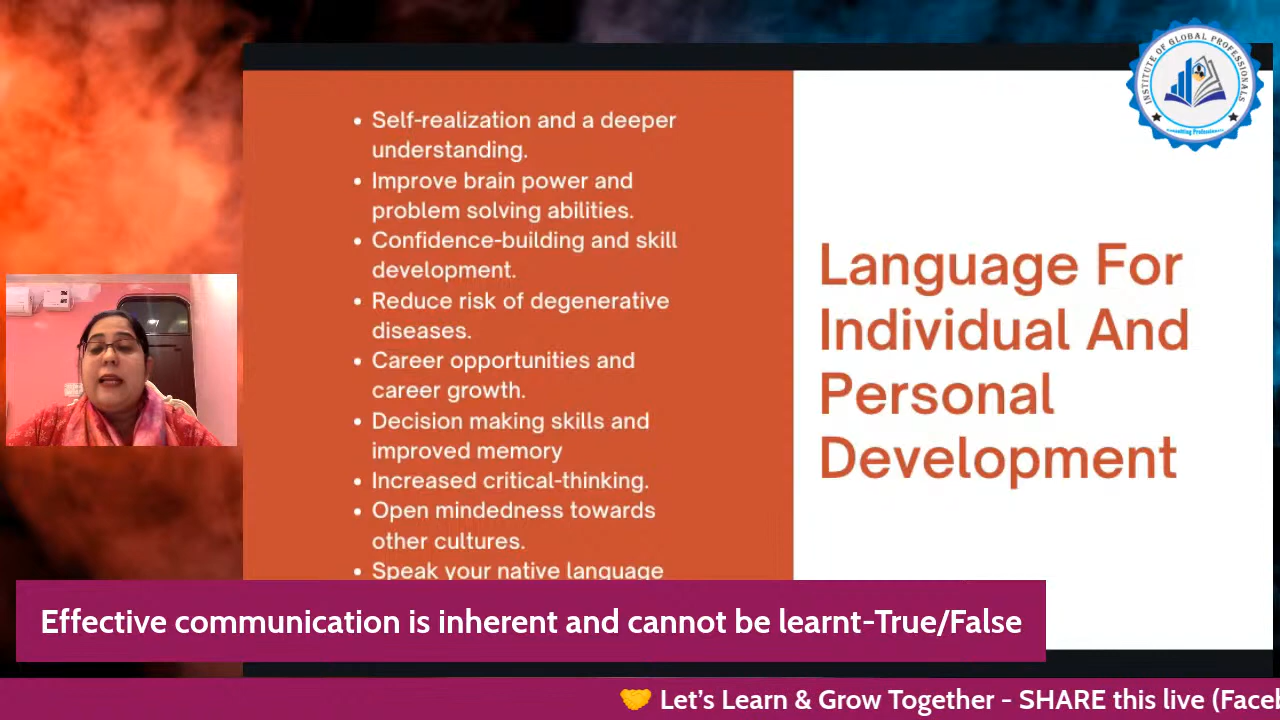 Self-realization and a deeper
understanding.
Improve brain power and
problem solving abilities.
Confidence-building and skill
development.
Reduce risk of degenerative
diseases.
Career opportunities and
career growth.
Decision making skills and
improved memory
Increased critical-thinking.
Open mindedness towards
other cultures.
Speak your native language
Language For
Individual And
Personal
Development
INSTITUTE OF GLOBAL PROFESSIONALS
Consulting Professionals
Effective communication is inherent and cannot be learnt-True/False
🤝 Let's Learn & Grow Together - SHARE this live (Faceb